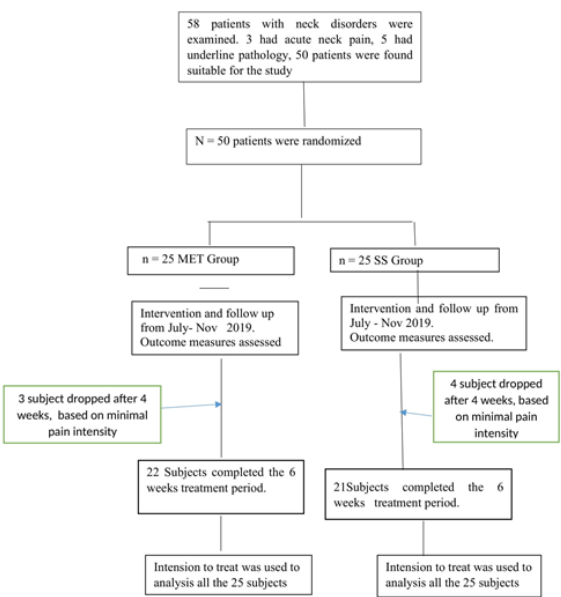 58 patients with neck disorders were
examined. 3 had acute neck pain, 5 had
underline pathology, 50 patients were found
suitable for the study
N = 50 patients were randomized
n = 25 MET Group
n = 25 SS Group
Intervention and follow up
from July- Nov 2019.
Outcome measures assessed
Intervention and follow up from
July - Nov 2019.
Outcome measures assessed.
3 subject dropped after 4
weeks, based on minimal
pain intensity
4 subject dropped
after 4 weeks, based
on minimal pain
intensity
22 Subjects completed the 6
weeks treatment period.
21Subjects completed the 6
weeks treatment period.
Intension to treat was used to
analysis all the 25 subjects
Intension to treat was used to
analysis all the 25 subjects